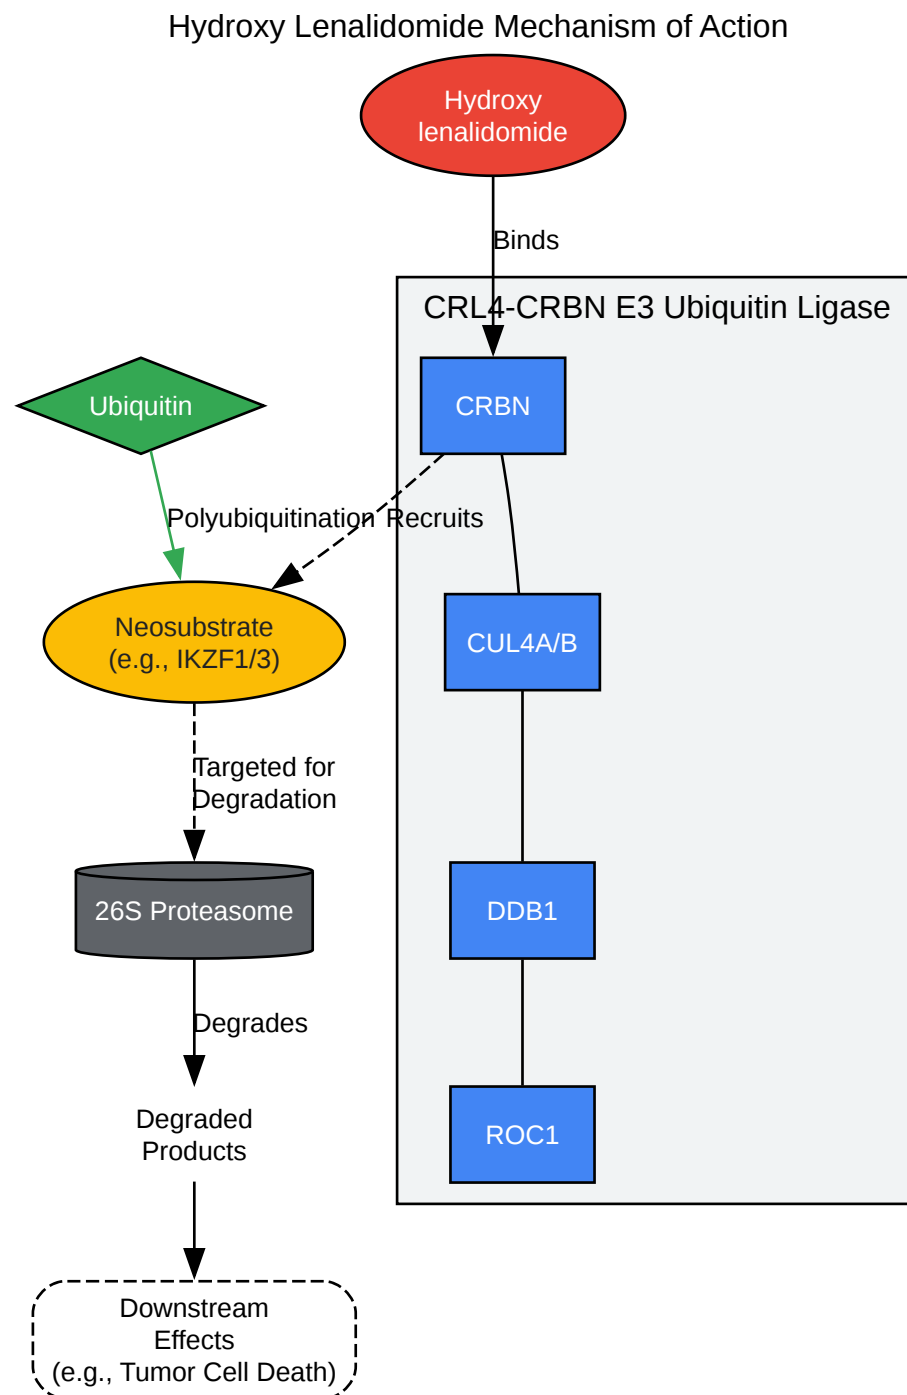 Hydroxy Lenalidomide Mechanism of Action
Hydroxy
lenalidomide
Binds
CRL4-CRBN E3 Ubiquitin Ligase
Ubiquitin
CRBN
Polyubiquitination
Recruits
Neosubstrate
(e.g., IKZF1/3)
CUL4A/B
Targeted for
Degradation
26S Proteasome
DDB1
Degrades
Degraded
Products
ROC1
Downstream
Effects
(e.g., Tumor Cell Death)